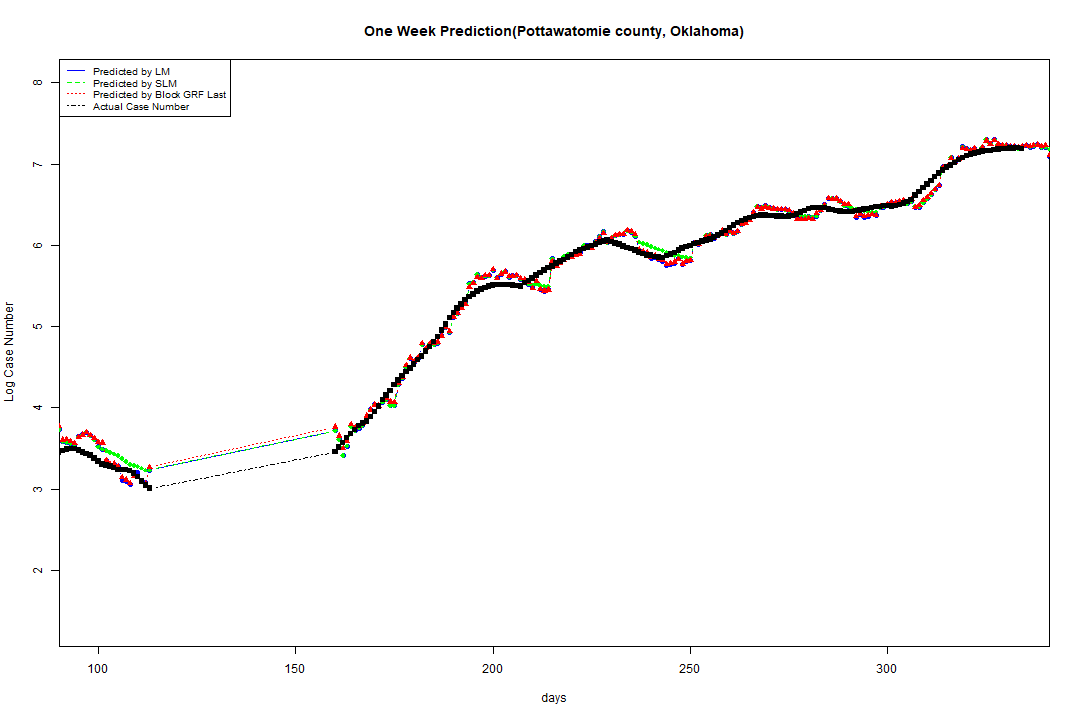 One Week Prediction(Pottawatomie county, Oklahoma)
Predicted by LM
Predicted by SLM
Predicted by Block GRF Last
Actual Case Number
8
7
6
5
4
3
2
Log Case Number
100 150 200 250 300
days